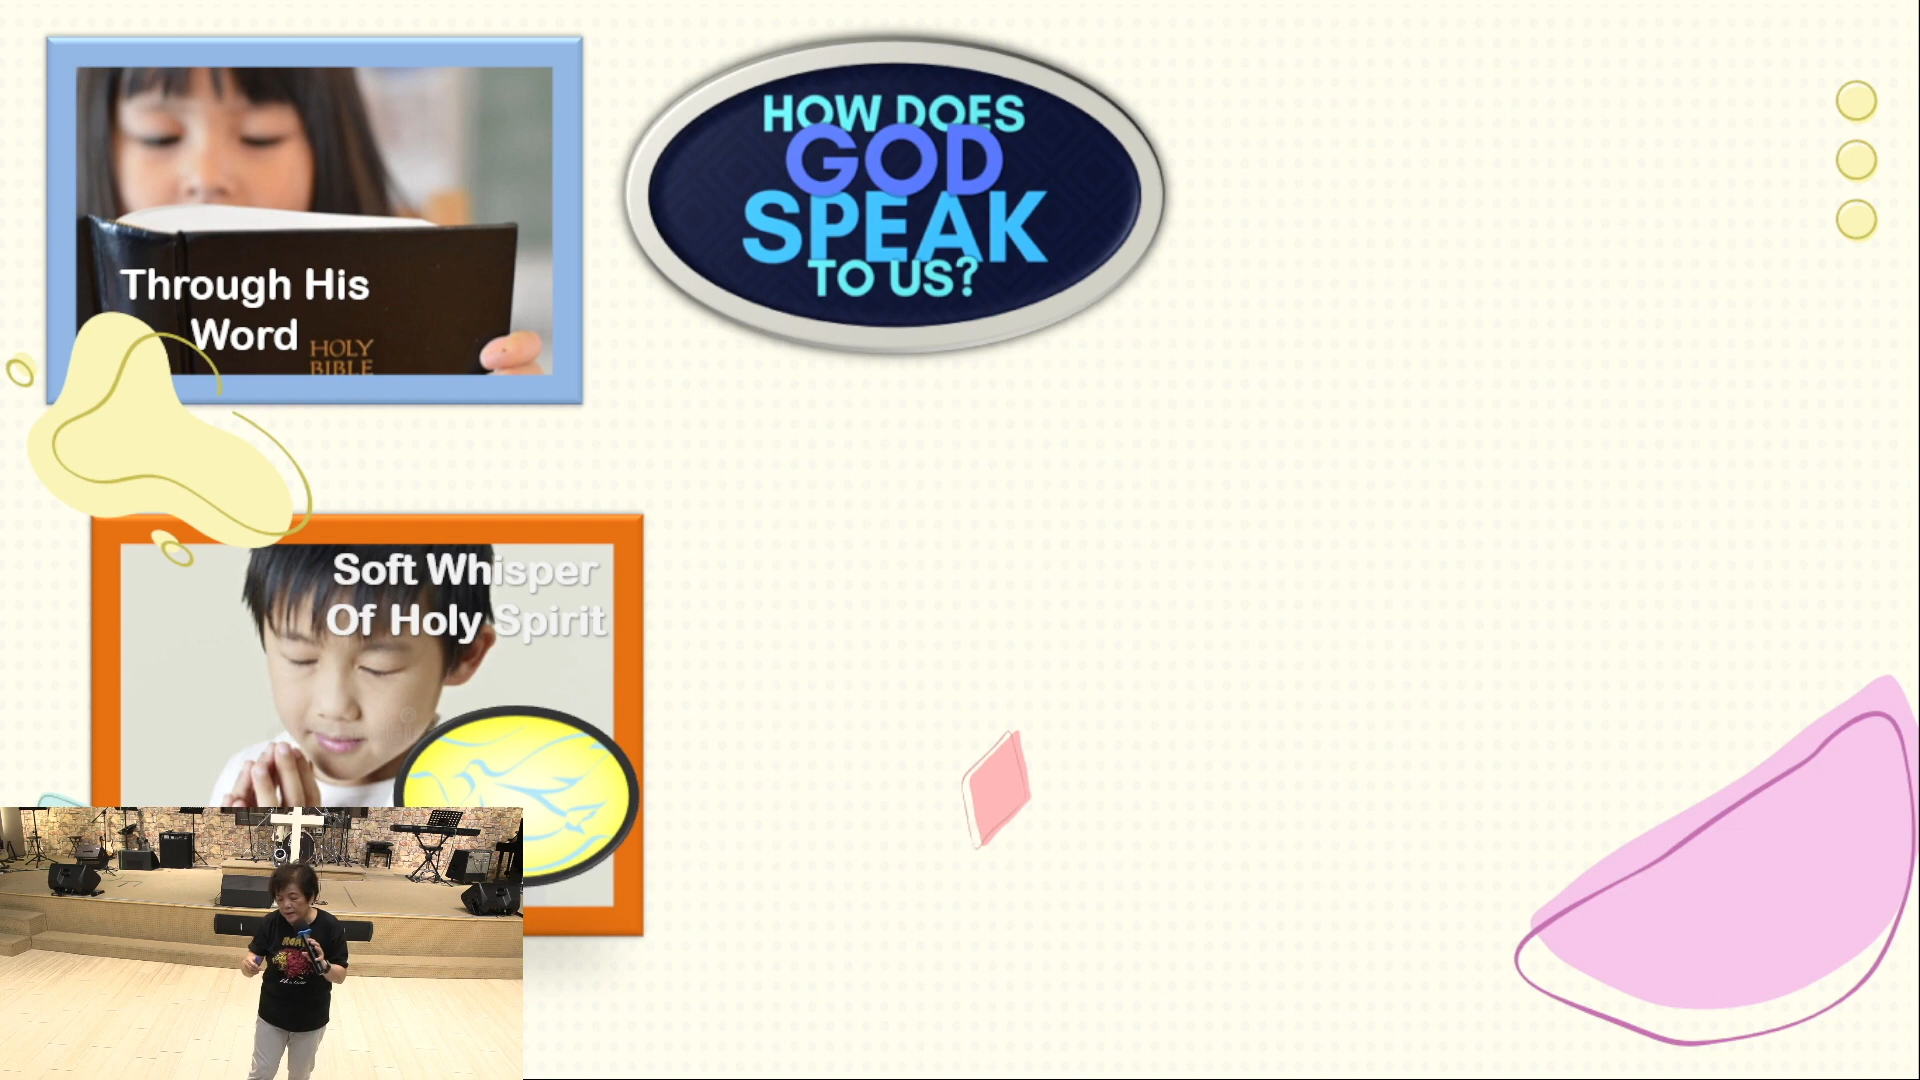 HOW DOES
GOD
SPEAK
TO US?
Through His
Word
HOLY
BIBLE
Soft Whisper
Of Holy Spirit